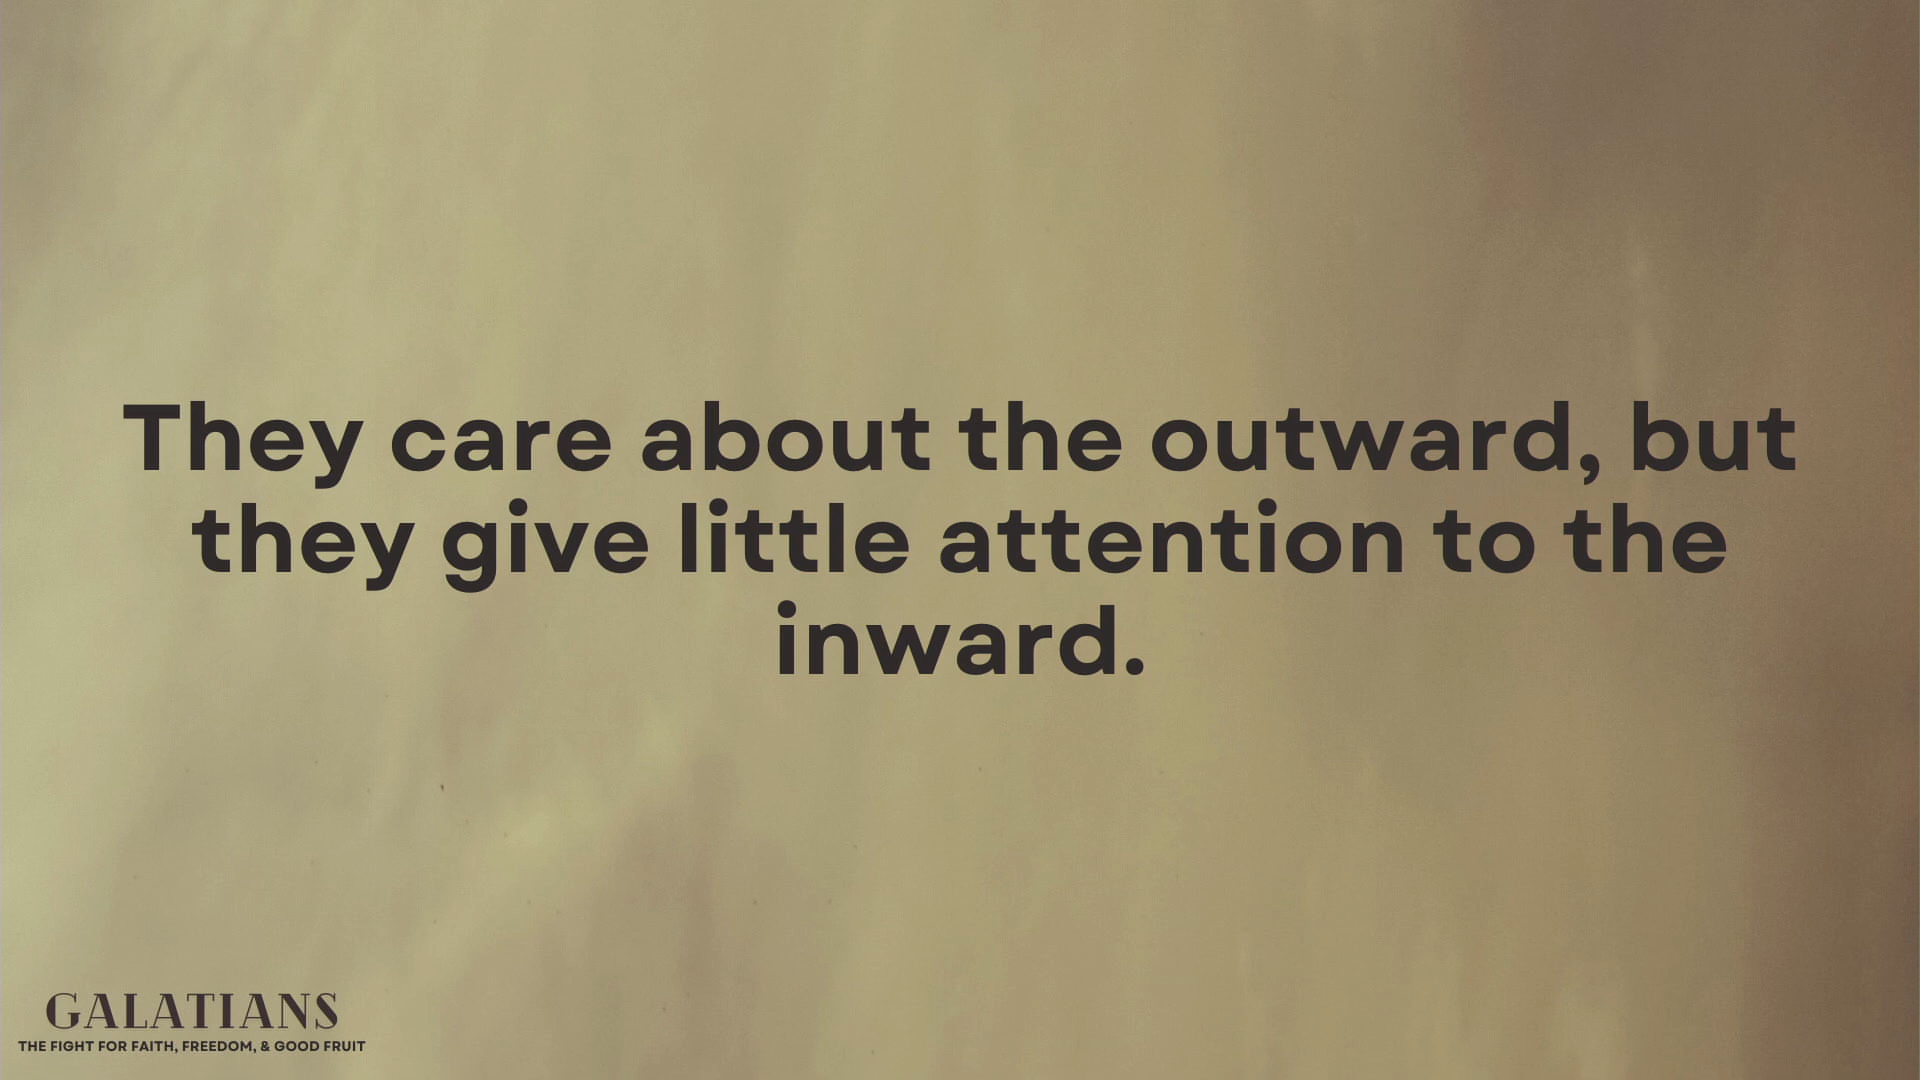 They care about the outward, but
they give little attention to the
inward.
GALATIANS
THE FIGHT FOR FAITH, FREEDOM, & GOOD FRUIT